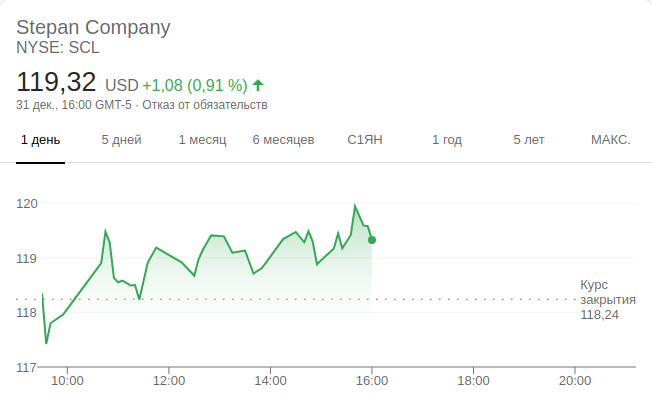 Stepan Company
NYSE: SCL
119,32 USD +1,08 (0,91 %)
31 дек., 16:00 GMT-5 · Отказ от обязательств
1 день 5 дней 1 месяц 6 месяцев С1ЯН 1 год 5 лет МАКС.
120
119
118
117
Курс
закрытия
118,24
10:00 12:00 14:00 16:00 18:00 20:00